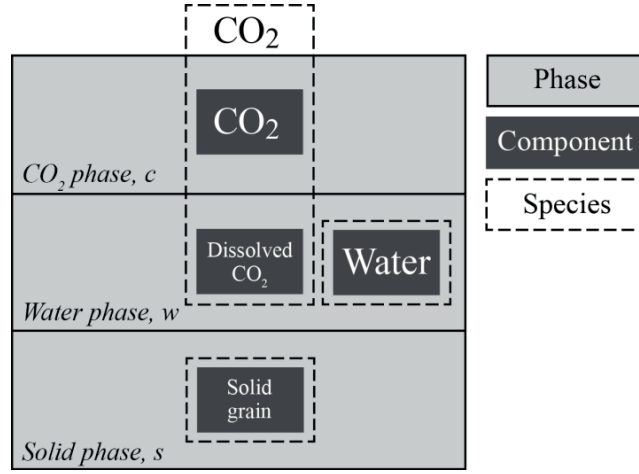 CO₂
CO₂
CO₂ phase, c
Dissolved
CO₂
Water
Water phase, w
Solid
grain
Solid phase, s
Phase
Component
Species